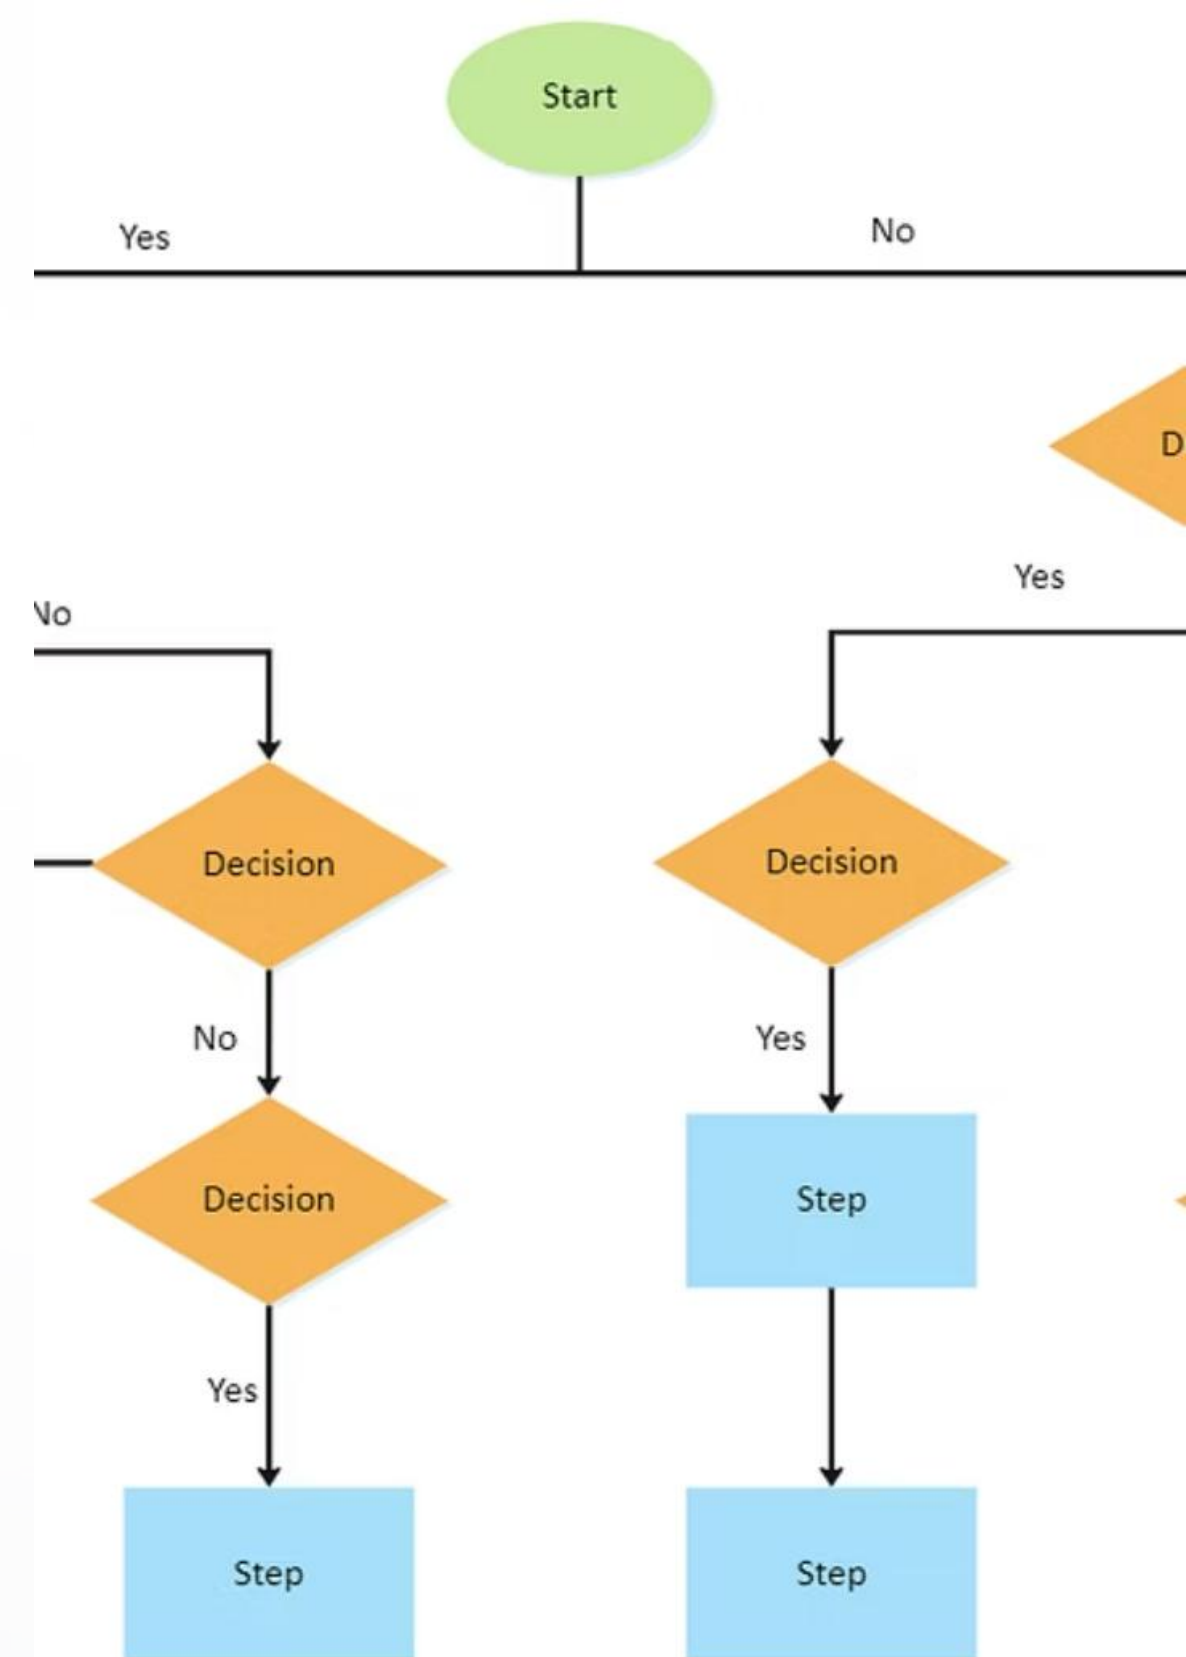 Start
Yes
No
D
Yes
No
Decision
Decision
No
Yes
Decision
Step
Yes
Step
Step